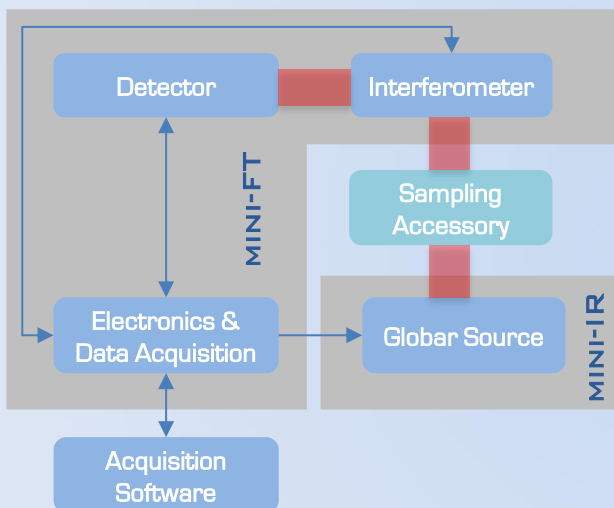 Detector
Interferometer
MINI-FT
Sampling
Accessory
Electronics &
Data Acquisition
Globar Source
MINI-IR
Acquisition
Software